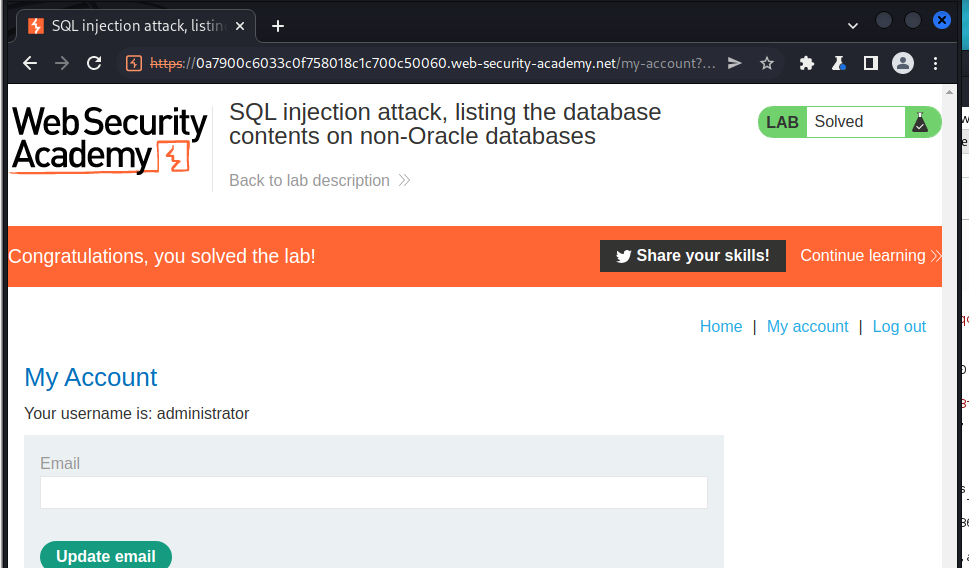 SQL injection attack, listin
https://0a7900c6033c0f758018c1c700c50060.web-security-academy.net/my-account?...
Web Security
Academy
SQL injection attack, listing the database
contents on non-Oracle databases
Back to lab description
LAB Solved
Congratulations, you solved the lab!
Share your skills!
Continue learning
Home | My account | Log out
My Account
Your username is: administrator
Email
Update email